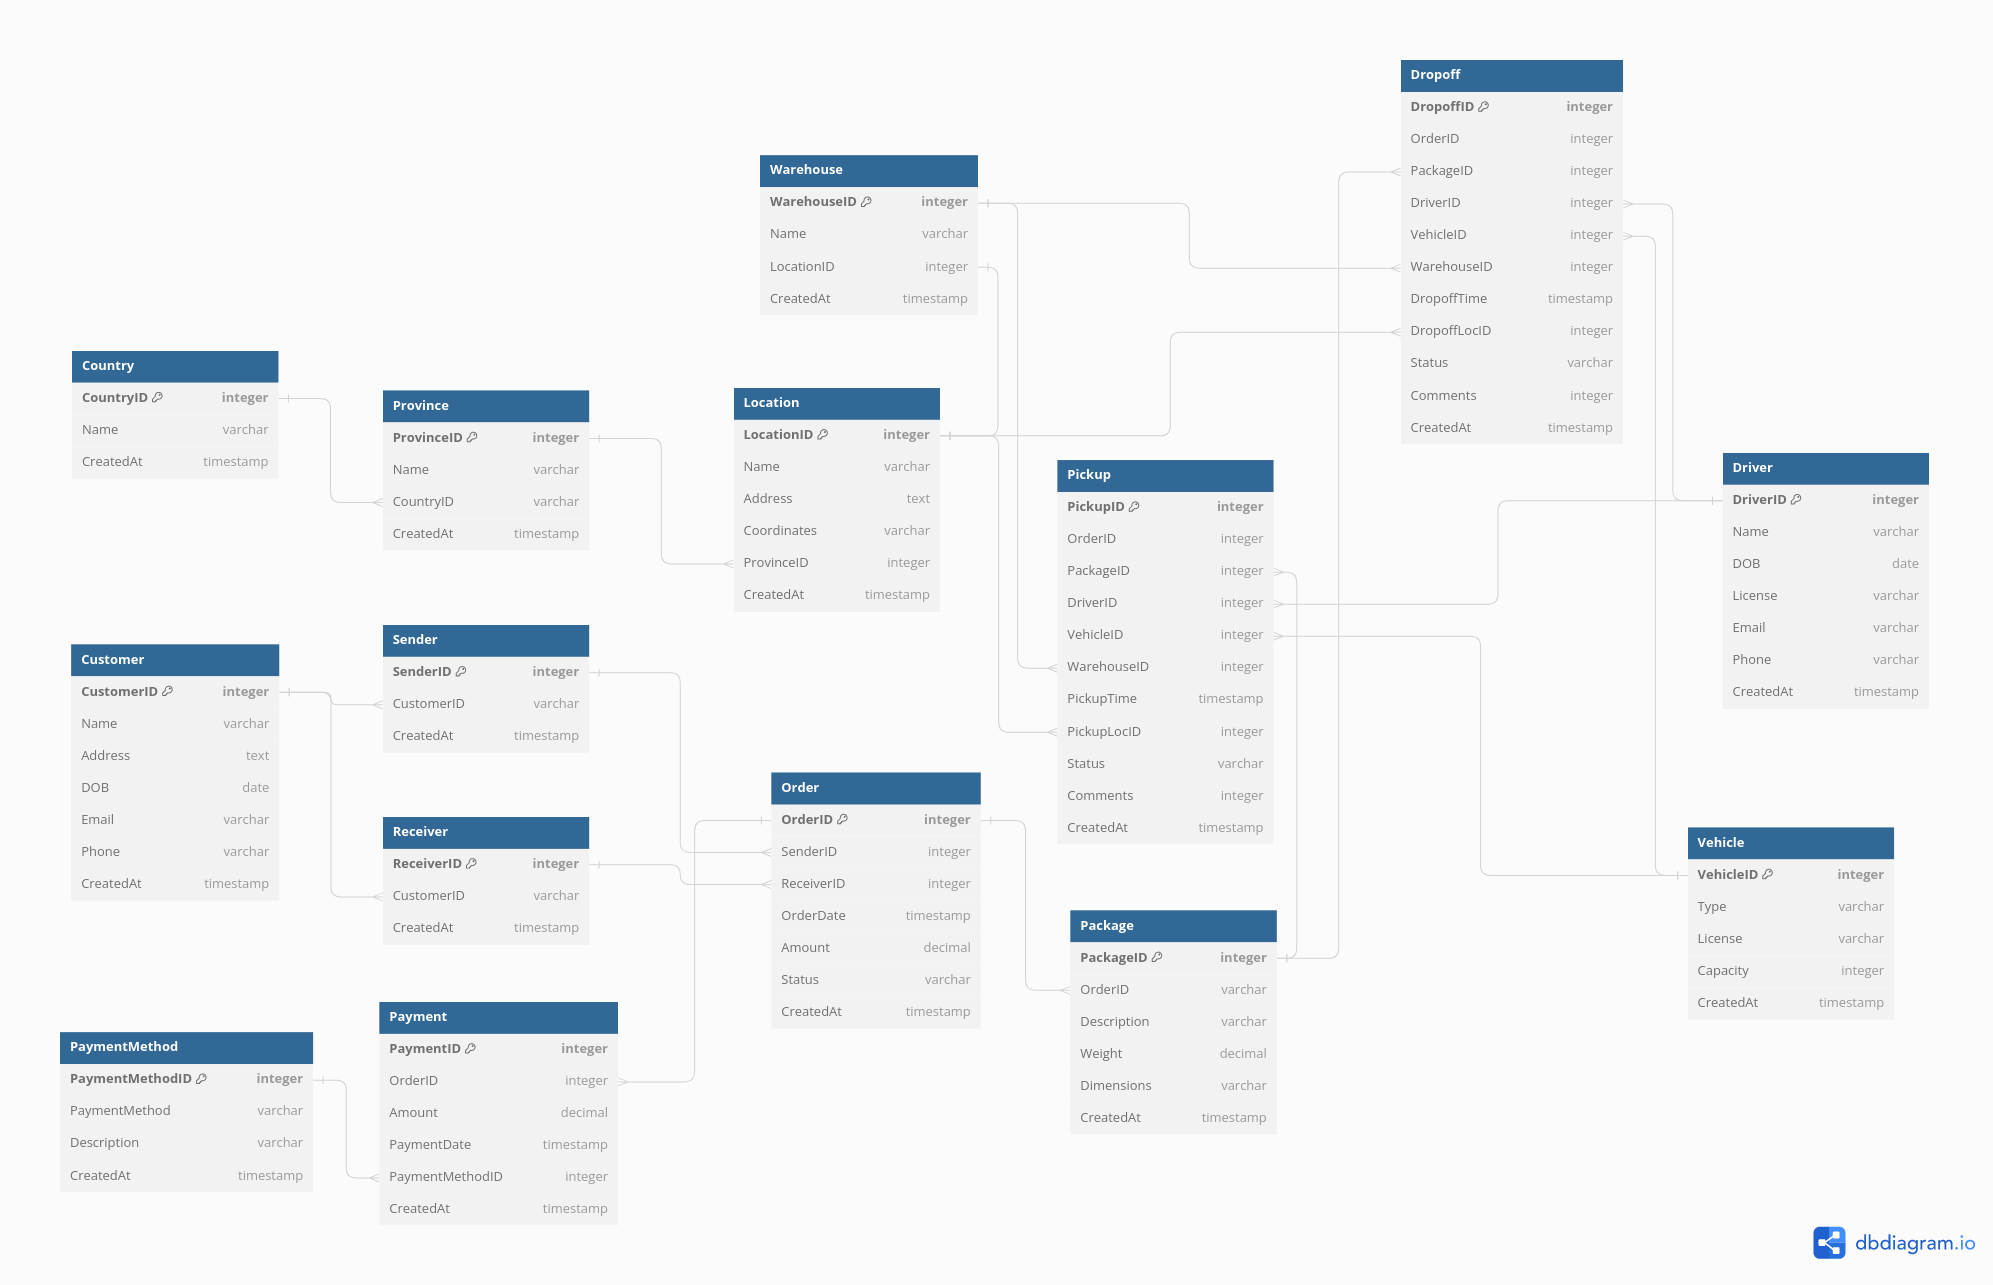 Dropoff
DropoffID integer
OrderID integer
PackageID integer
DriverID integer
VehicleID integer
WarehouseID integer
DropoffTime timestamp
DropoffLocID integer
Status varchar
Comments integer
CreatedAt timestamp
Warehouse
WarehouseID integer
Name varchar
LocationID integer
CreatedAt timestamp
Country
CountryID integer
Name varchar
CreatedAt timestamp
Province
ProvinceID integer
Name varchar
CountryID varchar
CreatedAt timestamp
Location
LocationID integer
Name varchar
Address text
Coordinates varchar
ProvinceID integer
CreatedAt timestamp
Pickup
PickupID integer
OrderID integer
PackageID integer
DriverID integer
VehicleID integer
WarehouseID integer
PickupTime timestamp
PickupLocID integer
Status varchar
Comments integer
CreatedAt timestamp
Driver
DriverID integer
Name varchar
DOB date
License varchar
Email varchar
Phone varchar
CreatedAt timestamp
Customer
CustomerID integer
Name varchar
Address text
DOB date
Email varchar
Phone varchar
CreatedAt timestamp
Sender
SenderID integer
CustomerID varchar
CreatedAt timestamp
Receiver
ReceiverID integer
CustomerID varchar
CreatedAt timestamp
Order
OrderID integer
SenderID integer
ReceiverID integer
OrderDate timestamp
Amount decimal
Status varchar
CreatedAt timestamp
Vehicle
VehicleID integer
Type varchar
License varchar
Capacity integer
CreatedAt timestamp
Package
PackageID integer
OrderID varchar
Description varchar
Weight decimal
Dimensions varchar
CreatedAt timestamp
PaymentMethod
PaymentMethodID integer
PaymentMethod varchar
Description varchar
CreatedAt timestamp
Payment
PaymentID integer
OrderID integer
Amount decimal
PaymentDate timestamp
PaymentMethodID integer
CreatedAt timestamp
dbdiagram.io